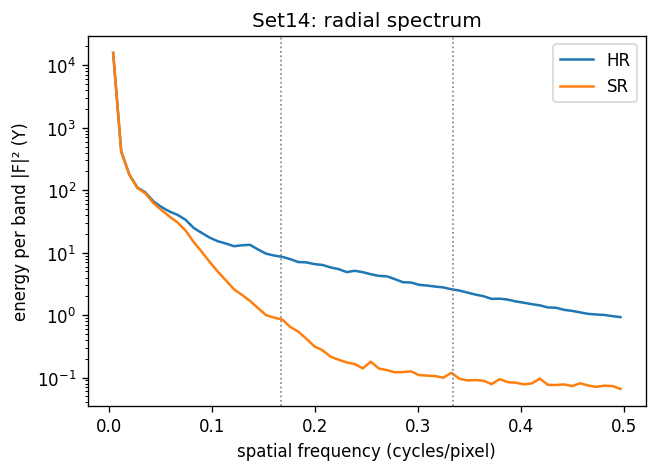 Set14: radial spectrum
HR
SR
energy per band |F|² (Y)
10⁴
10³
10²
10¹
10⁰
10⁻¹
0.0 0.1 0.2 0.3 0.4 0.5
spatial frequency (cycles/pixel)